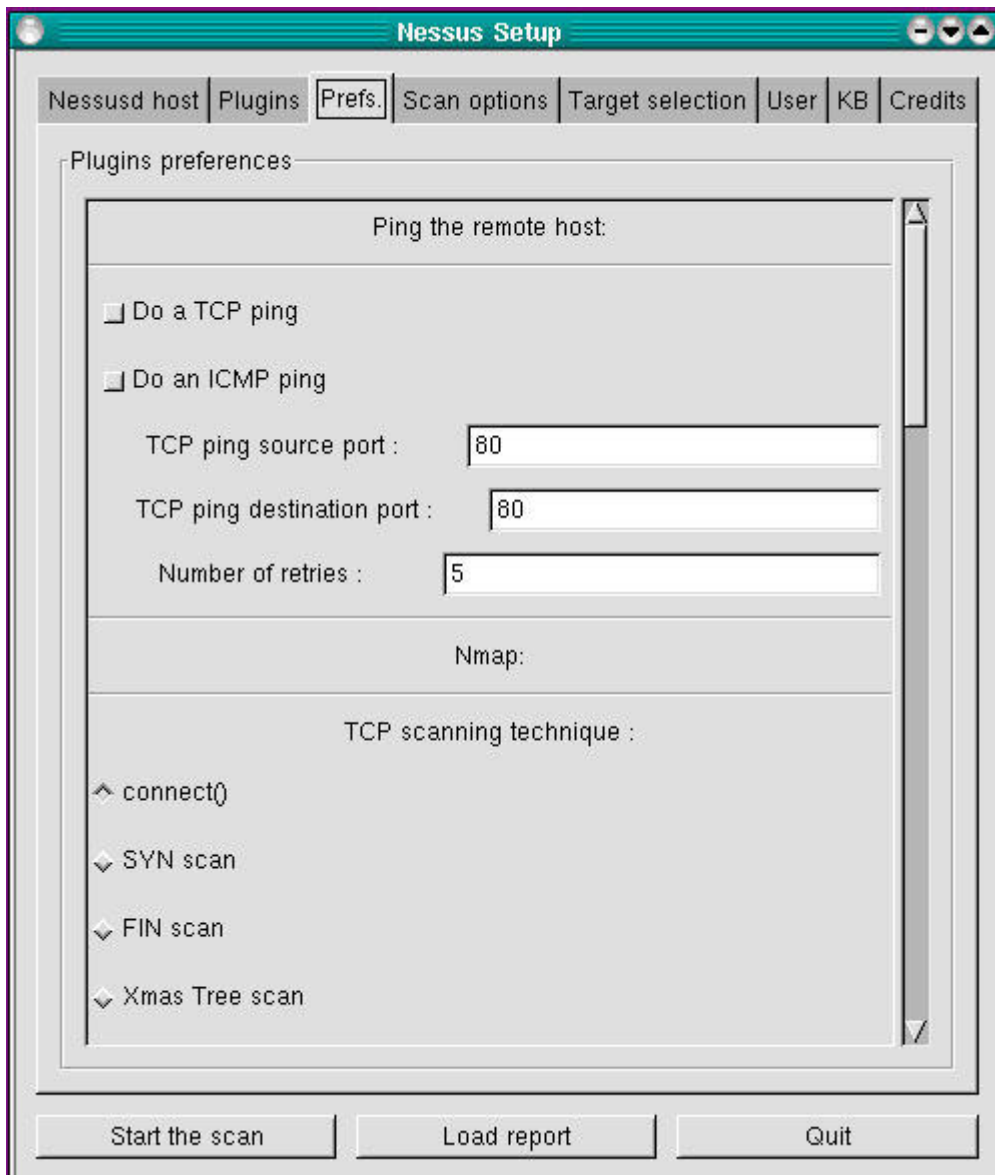 Nessus Setup
Nessusd host Plugins Prefs. Scan options Target selection User KB Credits
Plugins preferences
Ping the remote host:
Do a TCP ping
Do an ICMP ping
TCP ping source port : 80
TCP ping destination port : 80
Number of retries : 5
Nmap:
TCP scanning technique :
connect()
SYN scan
FIN scan
Xmas Tree scan
Start the scan Load report Quit